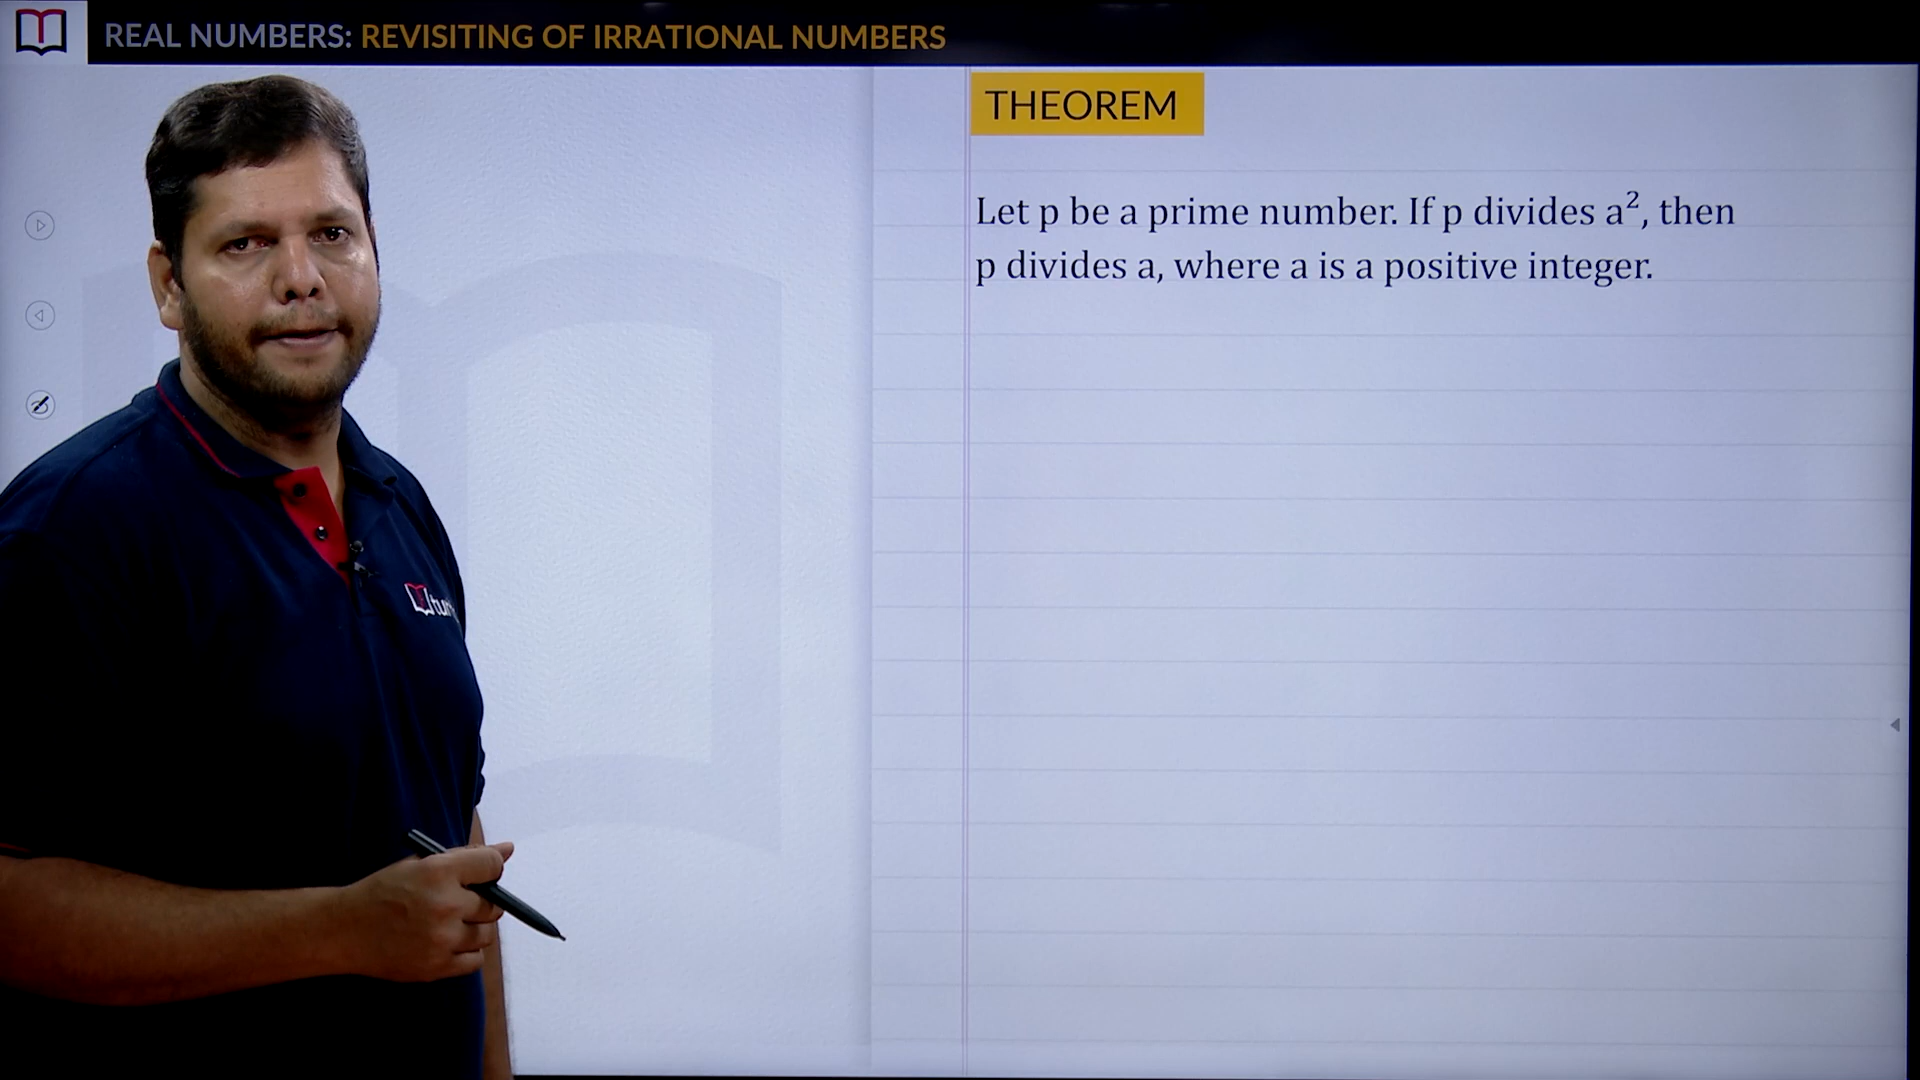 REAL NUMBERS: REVISITING OF IRRATIONAL NUMBERS
THEOREM
Let p be a prime number. If p divides a², then
p divides a, where a is a positive integer.